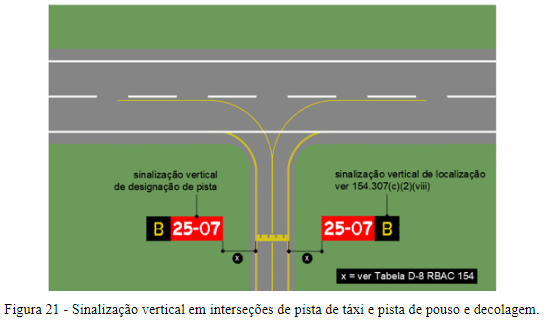 sinalização vertical
de designação de pista
sinalização vertical de localização
ver 154.307(c)(2)(viii)
B 25-07
25-07 B
x
x
x = ver Tabela D-8 RBAC 154
Figura 21 - Sinalização vertical em interseções de pista de táxi e pista de pouso e decolagem.